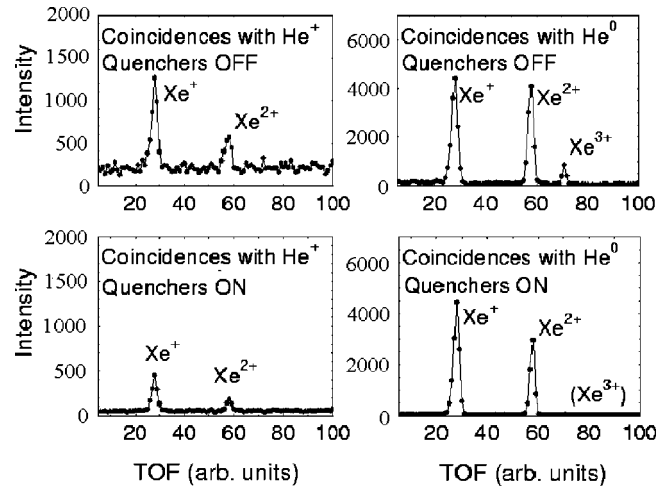 2000
1500
1000
500
0
Intensity
Coincidences with He⁺
Quenchers OFF
Xe⁺
Xe²⁺
20 40 60 80 100
6000
4000
2000
0
Coincidences with He⁰
Quenchers OFF
Xe⁺
Xe²⁺
Xe³⁺
20 40 60 80 100
2000
1500
1000
500
0
Intensity
Coincidences with He⁺
Quenchers ON
Xe⁺
Xe²⁺
20 40 60 80 100
TOF (arb. units)
6000
4000
2000
0
Coincidences with He⁰
Quenchers ON
Xe⁺
Xe²⁺
(Xe³⁺)
20 40 60 80 100
TOF (arb. units)